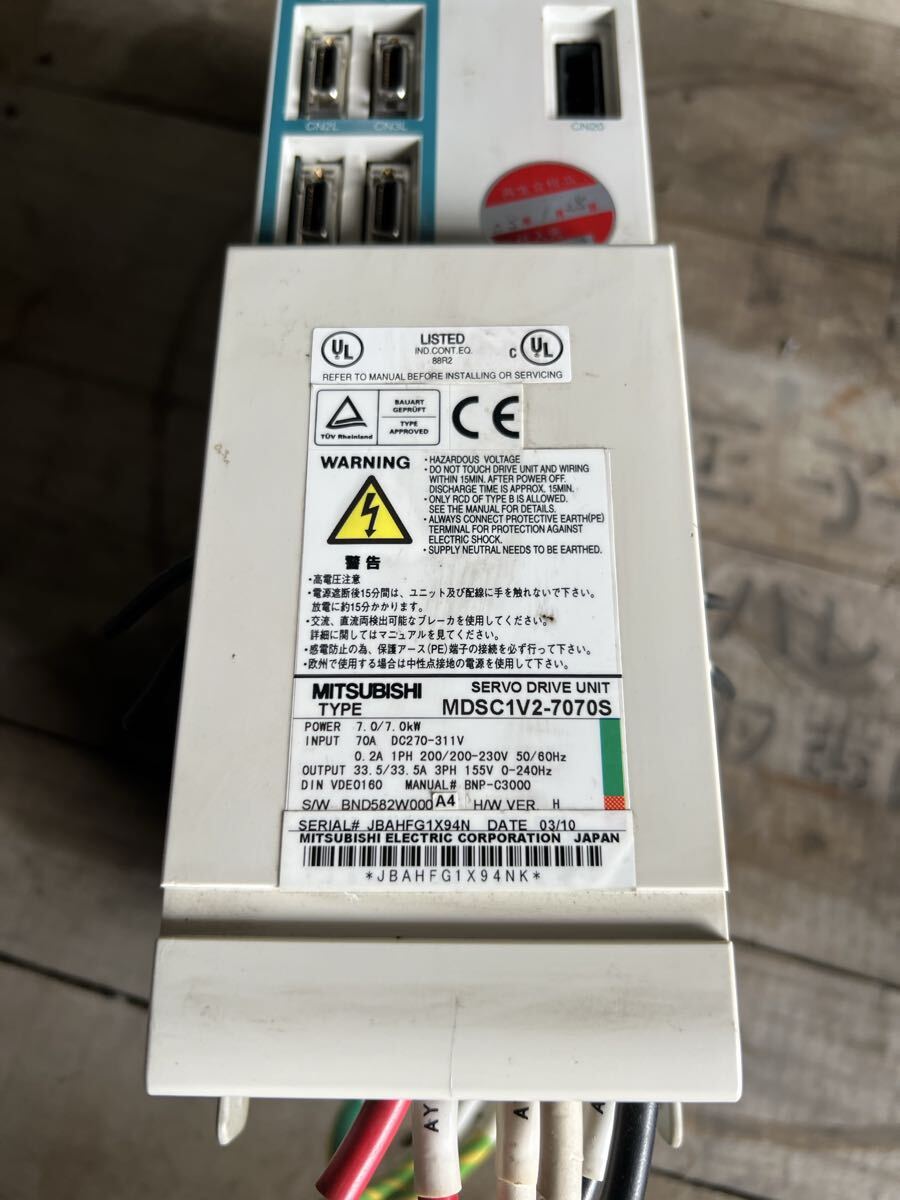 CN2L CN3L
CN20
UL LISTED c UL
IND.CONT.EQ.
88R2
REFER TO MANUAL BEFORE INSTALLING OR SERVICING
TÜV Rheinland
BAUART
GEPRÜFT
TYPE
APPROVED
CE
WARNING
・HAZARDOUS VOLTAGE
・DO NOT TOUCH DRIVE UNIT AND WIRING
WITHIN 15MIN. AFTER POWER OFF.
DISCHARGE TIME IS APPROX. 15MIN.
・ONLY RCD OF TYPE B IS ALLOWED.
SEE THE MANUAL FOR DETAILS.
・ALWAYS CONNECT PROTECTIVE EARTH(PE)
TERMINAL FOR PROTECTION AGAINST
ELECTRIC SHOCK.
・SUPPLY NEUTRAL NEEDS TO BE EARTHED.
警告
・高電圧注意
・電源遮断後15分間は、ユニット及び配線に手を触れないで下さい。
放電に約15分かかります。
・交流、直流両検出可能なブレーカを使用してください。
詳細に関してはマニュアルを見てください。
・感電防止の為、保護アース(PE)端子の接続を必ず行って下さい。
・欧州で使用する場合は中性点接地の電源を使用して下さい。
MITSUBISHI SERVO DRIVE UNIT
TYPE MDSC1V2-7070S
POWER 7.0/7.0kW
INPUT 70A DC270-311V
0.2A 1PH 200/200-230V 50/60Hz
OUTPUT 33.5/33.5A 3PH 155V 0-240Hz
DIN VDE0160 MANUAL# BNP-C3000
S/W BND582W000 A4 H/W VER. H
SERIAL# JBAHFG1X94N DATE 03/10
MITSUBISHI ELECTRIC CORPORATION JAPAN
*JBAHFG1X94NK*
AY
A
A
A